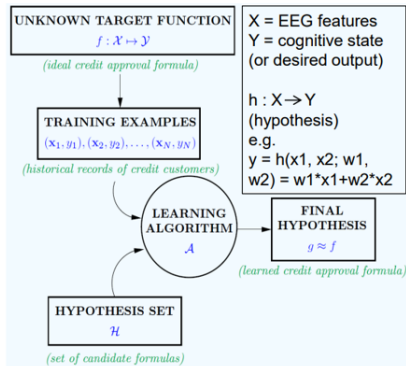 UNKNOWN TARGET FUNCTION
f : X ↦ Y
(ideal credit approval formula)
TRAINING EXAMPLES
(x₁, y₁), (x₂, y₂), . . . , (x_N, y_N)
(historical records of credit customers)
LEARNING
ALGORITHM
A
FINAL
HYPOTHESIS
g ≈ f
(learned credit approval formula)
HYPOTHESIS SET
H
(set of candidate formulas)
X = EEG features
Y = cognitive state
(or desired output)
h : X→Y
(hypothesis)
e.g.
y = h(x1, x2; w1,
w2) = w1*x1+w2*x2